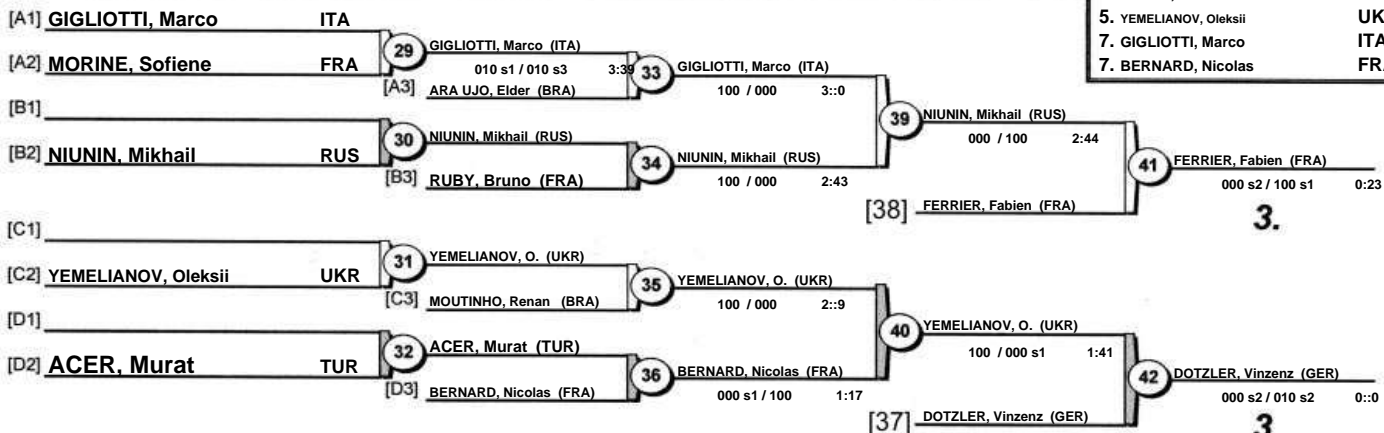 [A1] GIGLIOTTI, Marco ITA
[A2] MORINE, Sofiene FRA
29
GIGLIOTTI, Marco (ITA)
010 s1 / 010 s3 3:39
[A3] ARA UJO, Elder (BRA)
33
GIGLIOTTI, Marco (ITA)
100 / 000 3::0
[B1]
[B2] NIUNIN, Mikhail RUS
30
NIUNIN, Mikhail (RUS)
[B3] RUBY, Bruno (FRA)
34
NIUNIN, Mikhail (RUS)
100 / 000 2:43
39
NIUNIN, Mikhail (RUS)
000 / 100 2:44
[38] FERRIER, Fabien (FRA)
41
FERRIER, Fabien (FRA)
000 s2 / 100 s1 0:23
3.
[C1]
[C2] YEMELIANOV, Oleksii UKR
31
YEMELIANOV, O. (UKR)
[C3] MOUTINHO, Renan (BRA)
35
YEMELIANOV, O. (UKR)
100 / 000 2::9
[D1]
[D2] ACER, Murat TUR
32
ACER, Murat (TUR)
[D3] BERNARD, Nicolas (FRA)
36
BERNARD, Nicolas (FRA)
000 s1 / 100 1:17
40
YEMELIANOV, O. (UKR)
100 / 000 s1 1:41
[37] DOTZLER, Vinzenz (GER)
42
DOTZLER, Vinzenz (GER)
000 s2 / 010 s2 0::0
3
5. YEMELIANOV, Oleksii UK
7. GIGLIOTTI, Marco ITA
7. BERNARD, Nicolas FRA